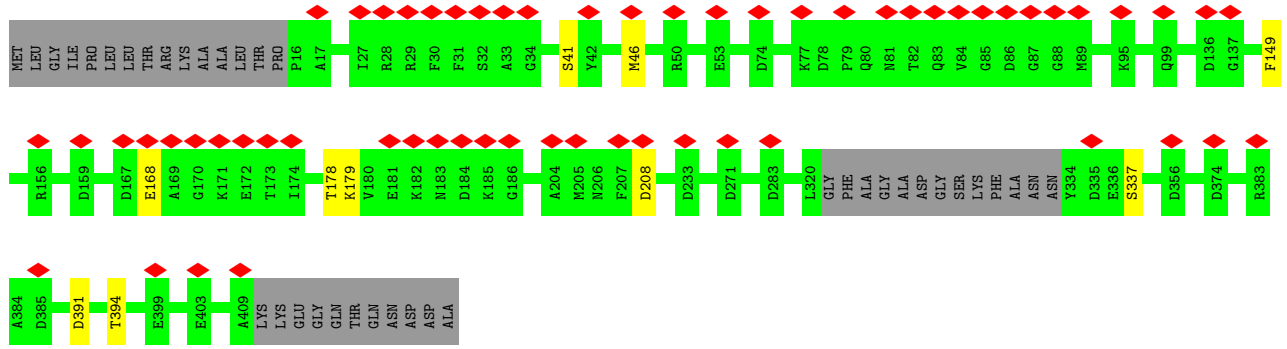 MET LEU GLY ILE PRO LEU LEU THR ARG LYS ALA ALA LEU THR PRO P16 A17 I27 R28 R29 F30 F31 S32 A33 G34 S41 Y42 M46 R50 E53 D74 K77 D78 P79 Q80 N81 T82 Q83 V84 G85 D86 G87 G88 M89 K95 Q99 D136 G137 F149
R156 D159 D167 E168 A169 G170 K171 E172 T173 I174 T178 K179 V180 E181 K182 N183 D184 K185 G186 A204 M205 N206 F207 D208 D233 D271 D283 L320 GLY PHE ALA GLY ALA ASP GLY SER LYS PHE ALA ASN ASN Y334 D335 E336 S337 D356 D374 R383
A384 D385 D391 T394 E399 E403 A409 LYS LYS GLU GLY GLN THR GLN ASN ASP ASP ALA